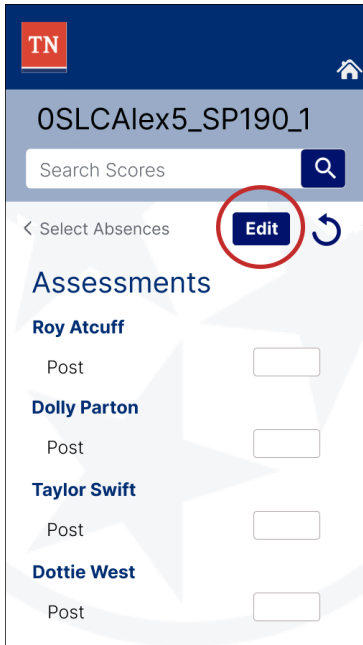 TN
0SLCAlex5_SP190_1
Search Scores
Select Absences
Edit
Assessments
Roy Atcuff
Post
Dolly Parton
Post
Taylor Swift
Post
Dottie West
Post